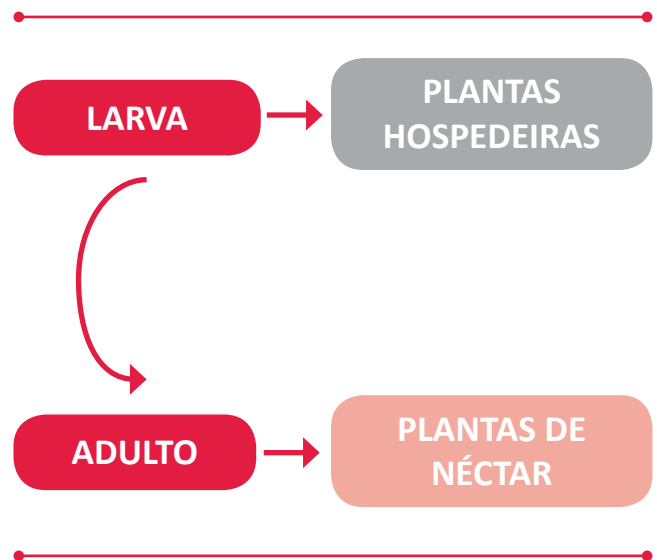 LARVA
PLANTAS
HOSPEDEIRAS
ADULTO
PLANTAS DE
NÉCTAR